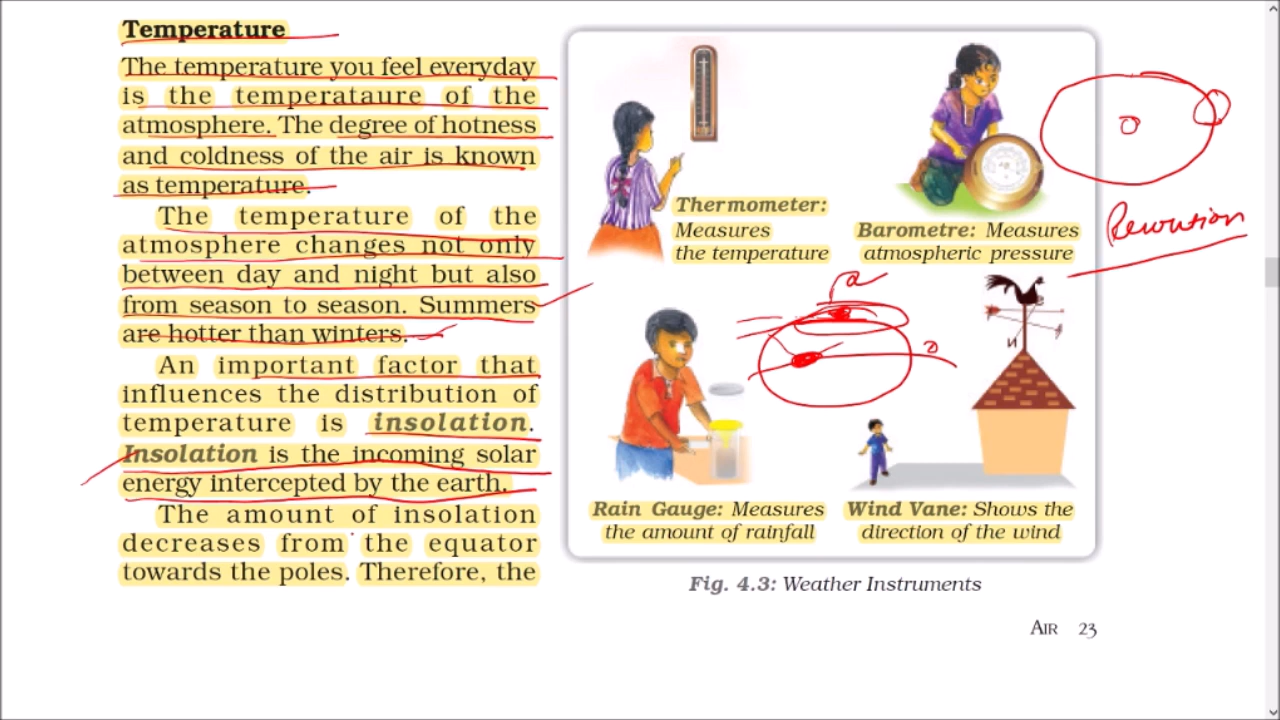 Temperature
The temperature you feel everyday
is the temperataure of the
atmosphere. The degree of hotness
and coldness of the air is known
as temperature.
The temperature of the
atmosphere changes not only
between day and night but also
from season to season. Summers
are hotter than winters.
An important factor that
influences the distribution of
temperature is insolation.
Insolation is the incoming solar
energy intercepted by the earth.
The amount of insolation
decreases from the equator
towards the poles. Therefore, the
Thermometer:
Measures
the temperature
Barometre: Measures
atmospheric pressure
Rain Gauge: Measures
the amount of rainfall
Wind Vane: Shows the
direction of the wind
N
Fig. 4.3: Weather Instruments
AIR 23